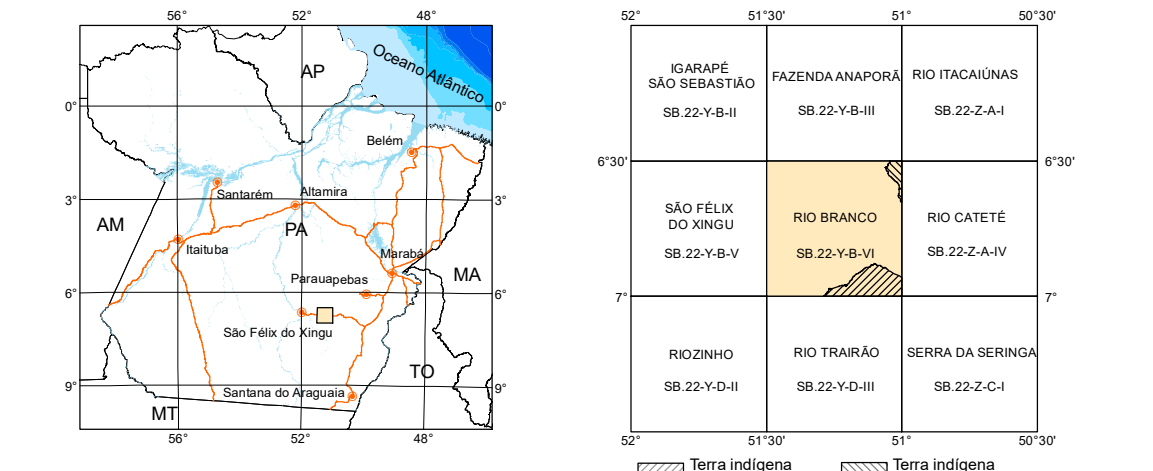 56°
52°
48°
Oceano Atlântico
AP
0°
0°
Belém
Santarém
Altamira
3°
3°
AM
PA
Itaituba
Marabá
MA
Parauapebas
6°
6°
São Félix do Xingu
TO
9°
9°
Santana do Araguaia
MT
56°
52°
48°
52°
51°30'
51°
50°30'
IGARAPÉ
SÃO SEBASTIÃO
SB.22-Y-B-II
FAZENDA ANAPORÃ
SB.22-Y-B-III
RIO ITACAIÚNAS
SB.22-Z-A-I
6°30'
6°30'
SÃO FÉLIX
DO XINGU
SB.22-Y-B-V
RIO BRANCO
SB.22-Y-B-VI
RIO CATETÉ
SB.22-Z-A-IV
7°
7°
RIOZINHO
SB.22-Y-D-II
RIO TRAIRÃO
SB.22-Y-D-III
SERRA DA SERINGA
SB.22-Z-C-I
52°
51°30'
51°
50°30'
Terra indígena
Terra indígena